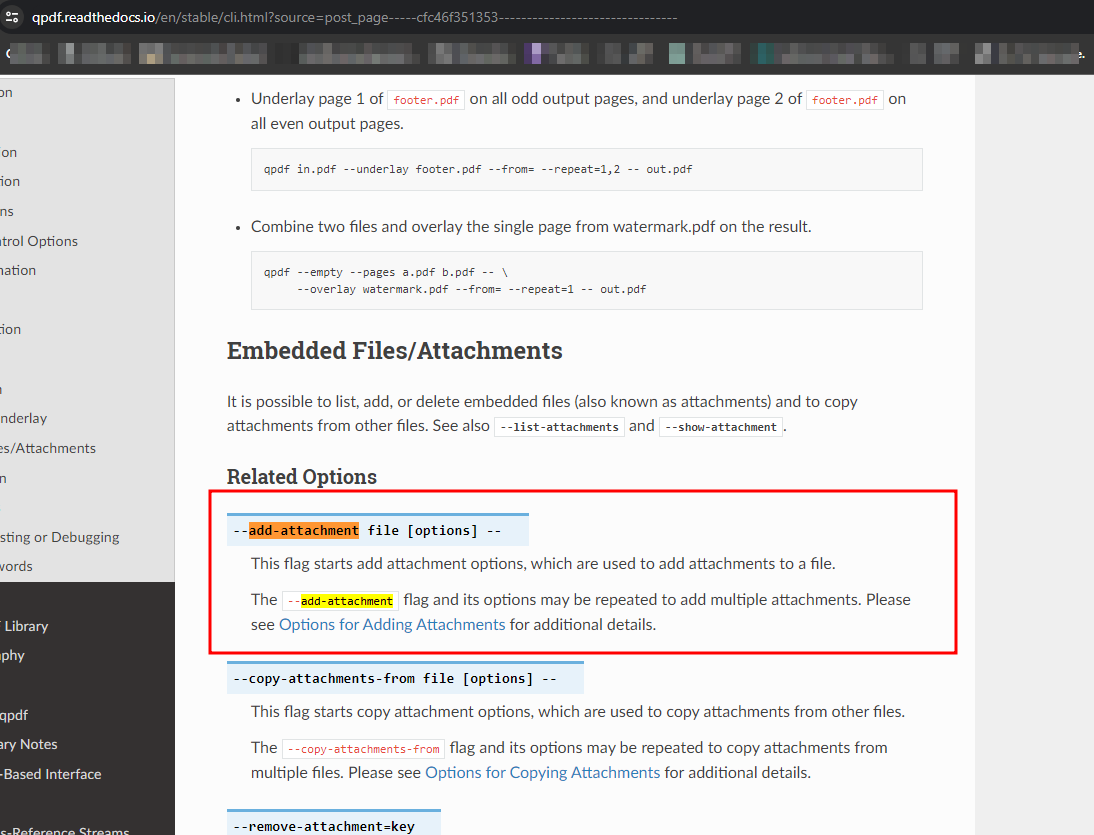 qpdf.readthedocs.io/en/stable/cli.html?source=post_page-----cfc46f351353--------------------------------
on
ion
tion
ns
ntrol Options
mation
tion
n
nderlay
es/Attachments
n
sting or Debugging
words
Library
phy
qpdf
ary Notes
-Based Interface
s-Reference Streams
• Underlay page 1 of footer.pdf on all odd output pages, and underlay page 2 of footer.pdf on
all even output pages.
qpdf in.pdf --underlay footer.pdf --from= --repeat=1,2 -- out.pdf
• Combine two files and overlay the single page from watermark.pdf on the result.
qpdf --empty --pages a.pdf b.pdf -- \
--overlay watermark.pdf --from= --repeat=1 -- out.pdf
Embedded Files/Attachments
It is possible to list, add, or delete embedded files (also known as attachments) and to copy
attachments from other files. See also --list-attachments and --show-attachment.
Related Options
--add-attachment file [options] --
This flag starts add attachment options, which are used to add attachments to a file.
The --add-attachment flag and its options may be repeated to add multiple attachments. Please
see Options for Adding Attachments for additional details.
--copy-attachments-from file [options] --
This flag starts copy attachment options, which are used to copy attachments from other files.
The --copy-attachments-from flag and its options may be repeated to copy attachments from
multiple files. Please see Options for Copying Attachments for additional details.
--remove-attachment=key